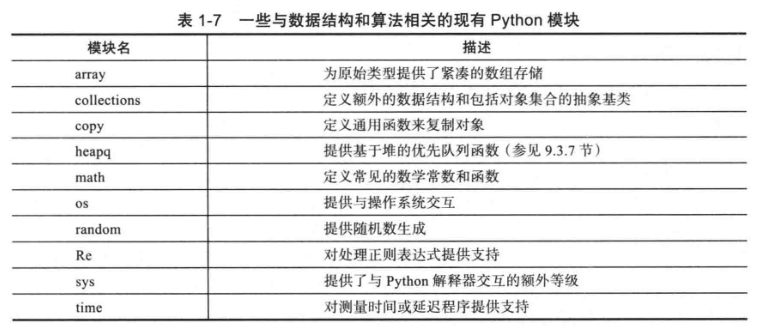 表 1-7 一些与数据结构和算法相关的现有 Python 模块
模块名 描述
array 为原始类型提供了紧凑的数组存储
collections 定义额外的数据结构和包括对象集合的抽象基类
copy 定义通用函数来复制对象
heapq 提供基于堆的优先队列函数（参见 9.3.7 节）
math 定义常见的数学常数和函数
os 提供与操作系统交互
random 提供随机数生成
Re 对处理正则表达式提供支持
sys 提供了与 Python 解释器交互的额外等级
time 对测量时间或延迟程序提供支持